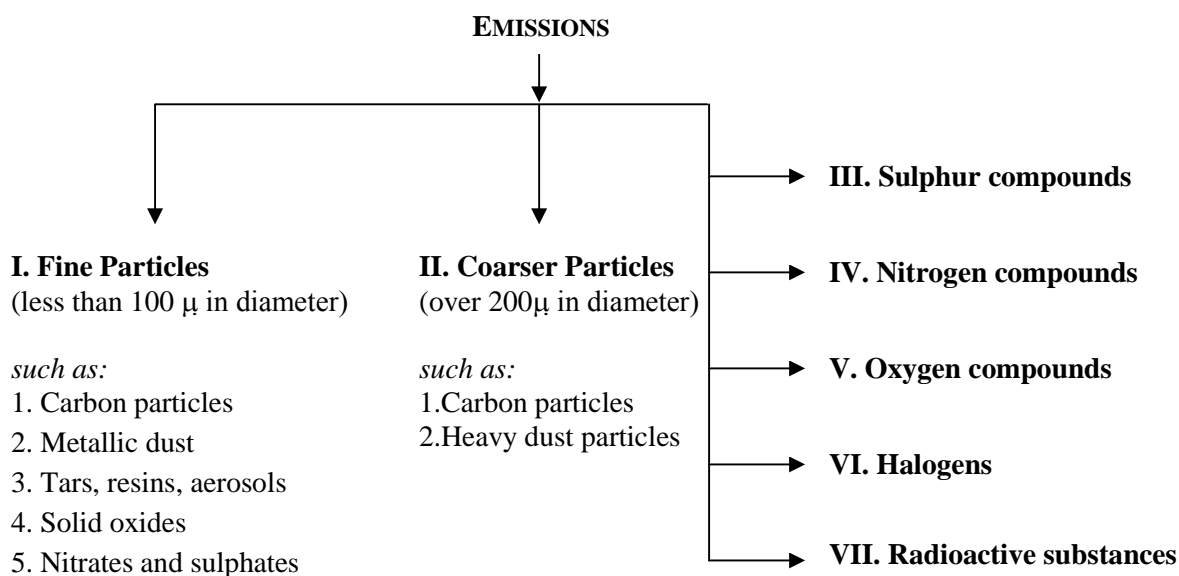 EMISSIONS
I. Fine Particles
(less than 100 μ in diameter)
such as:
1. Carbon particles
2. Metallic dust
3. Tars, resins, aerosols
4. Solid oxides
5. Nitrates and sulphates
II. Coarser Particles
(over 200μ in diameter)
such as:
1.Carbon particles
2.Heavy dust particles
III. Sulphur compounds
IV. Nitrogen compounds
V. Oxygen compounds
VI. Halogens
VII. Radioactive substances